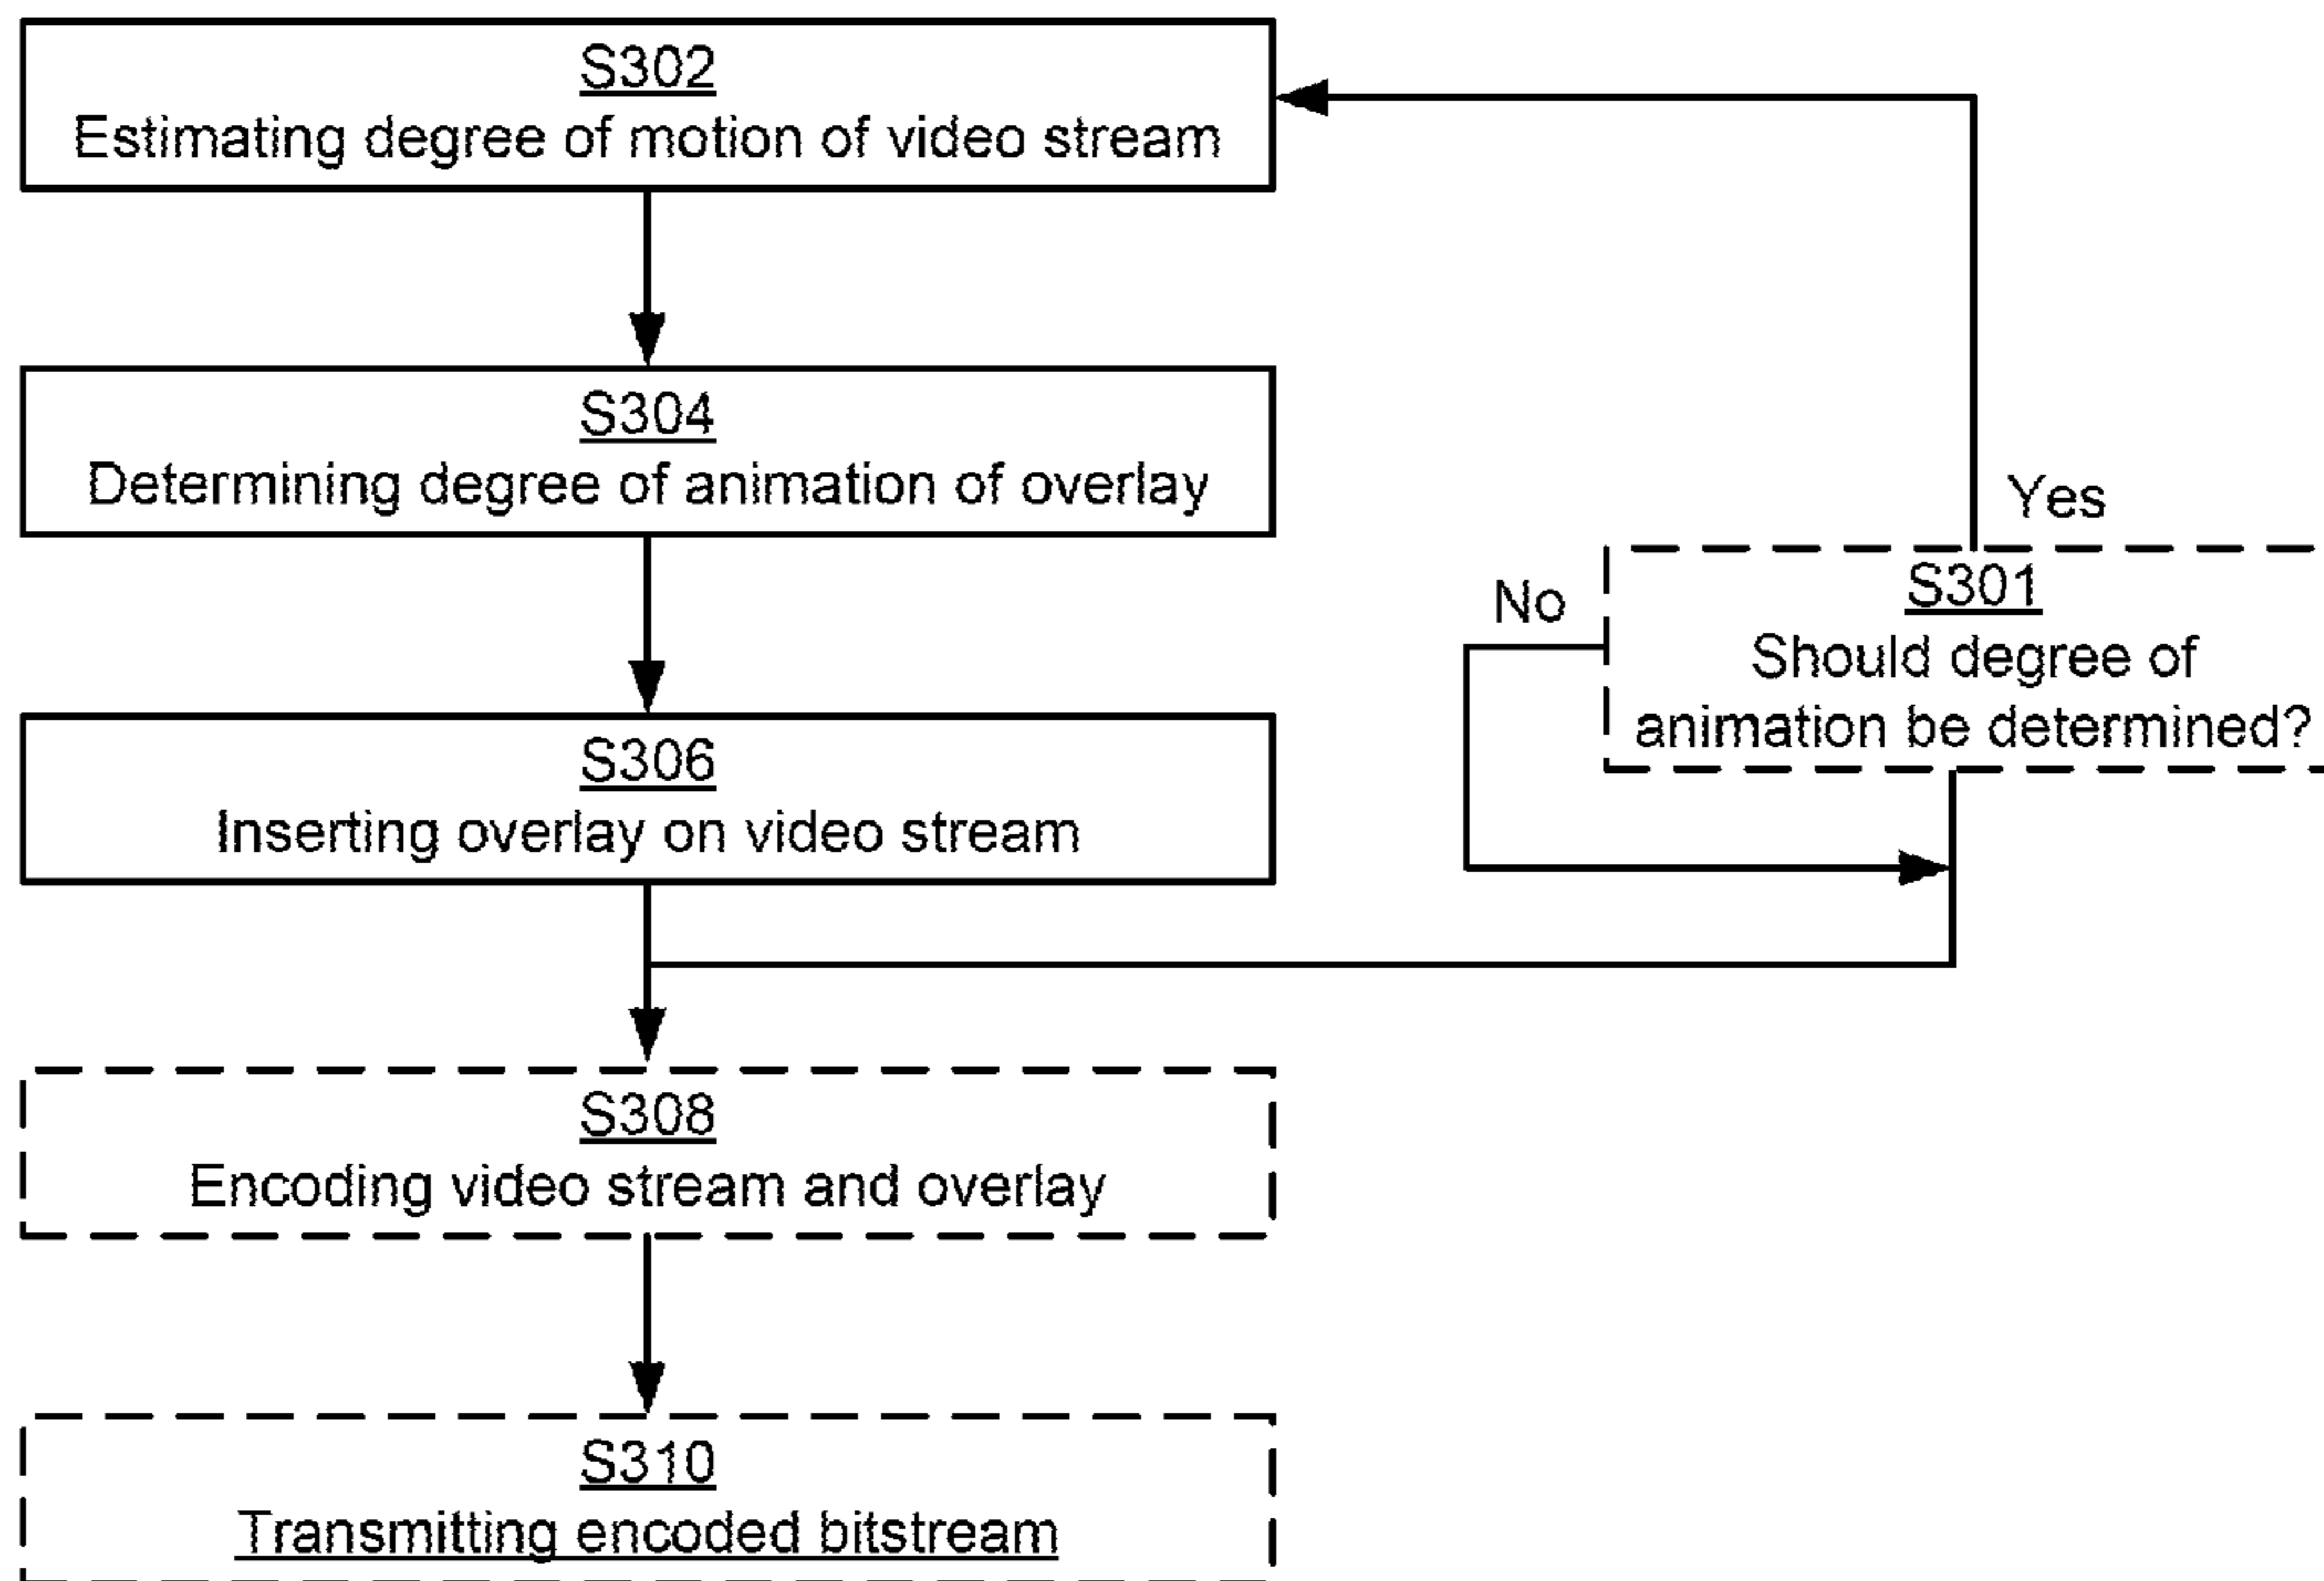 S302
Estimating degree of motion of video stream
S304
Determining degree of animation of overlay
Yes
No
S301
Should degree of
animation be determined?
S306
Inserting overlay on video stream
S308
Encoding video stream and overlay
S310
Transmitting encoded bitstream